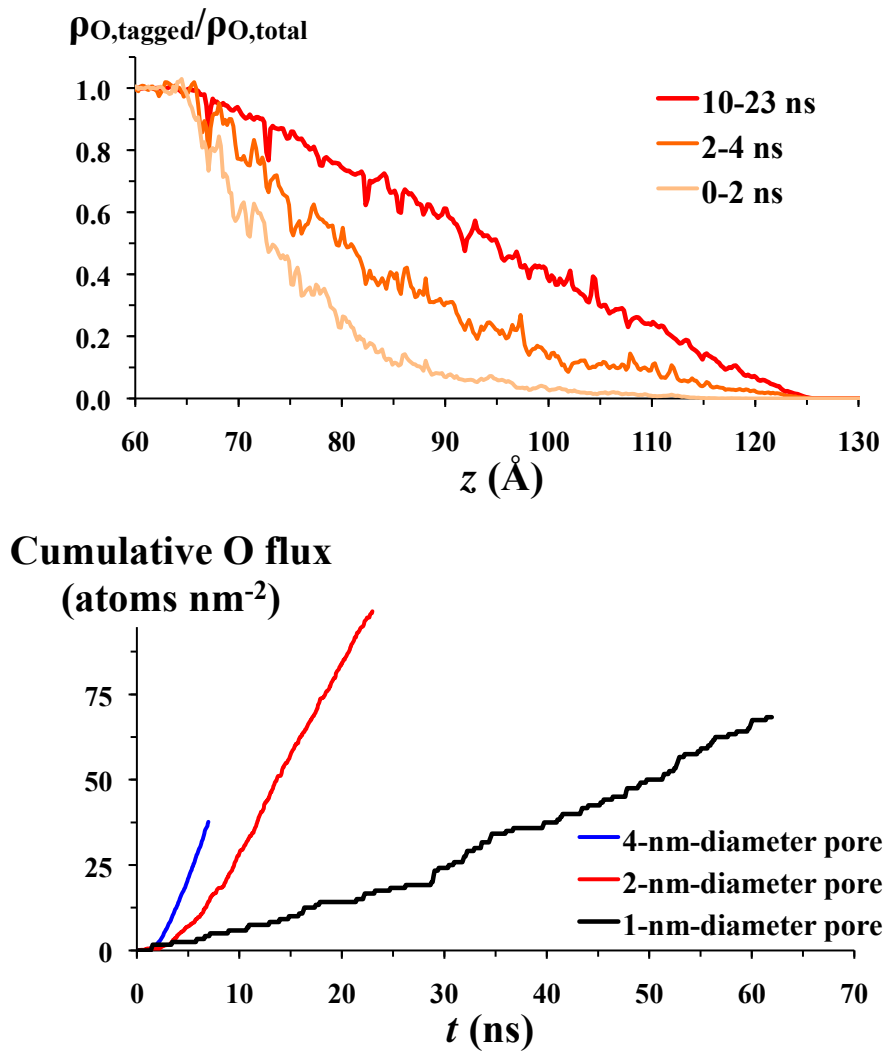 ρO,tagged/ρO,total
1.0
0.8
0.6
0.4
0.2
0.0
10-23 ns
2-4 ns
0-2 ns
60 70 80 90 100 110 120 130
z (Å)
Cumulative O flux
(atoms nm-2)
75
50
25
0
4-nm-diameter pore
2-nm-diameter pore
1-nm-diameter pore
0 10 20 30 40 50 60 70
t (ns)